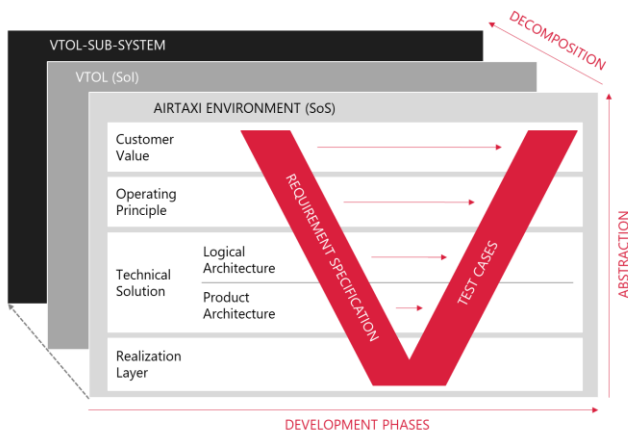 DECOMPOSITION
VTOL-SUB-SYSTEM
VTOL (SoI)
AIRTAXI ENVIRONMENT (SoS)
Customer
Value
Operating
Principle
Technical
Solution
Logical
Architecture
Product
Architecture
Realization
Layer
REQUIREMENT SPECIFICATION
TEST CASES
ABSTRACTION
DEVELOPMENT PHASES